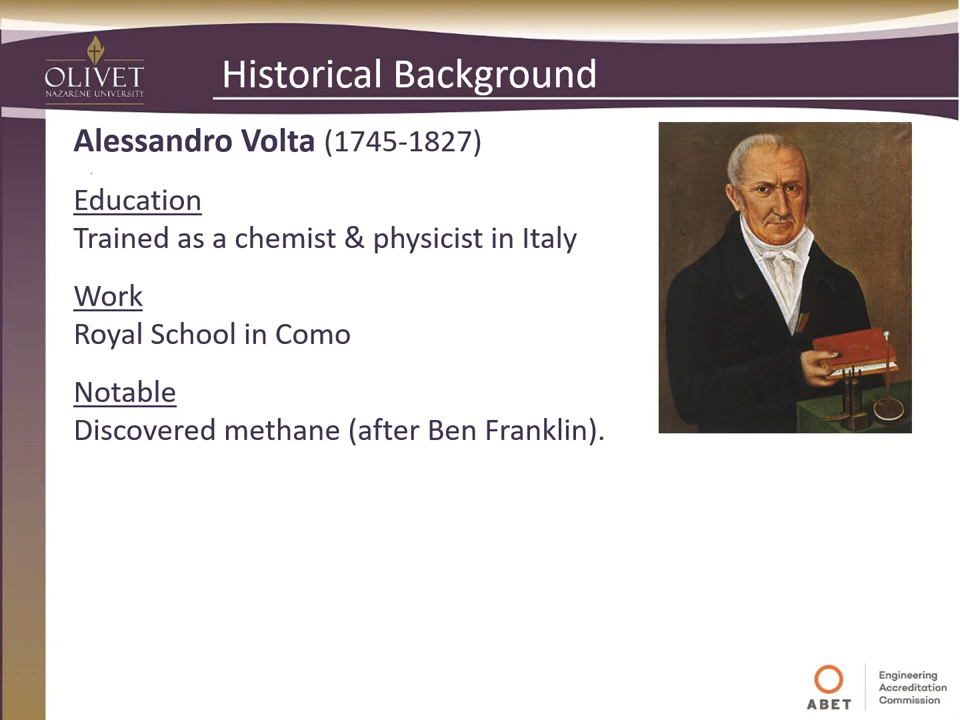 OLIVET
NAZARENE UNIVERSITY
Historical Background
Alessandro Volta (1745-1827)
Education
Trained as a chemist & physicist in Italy
Work
Royal School in Como
Notable
Discovered methane (after Ben Franklin).
ABET
Engineering
Accreditation
Commission